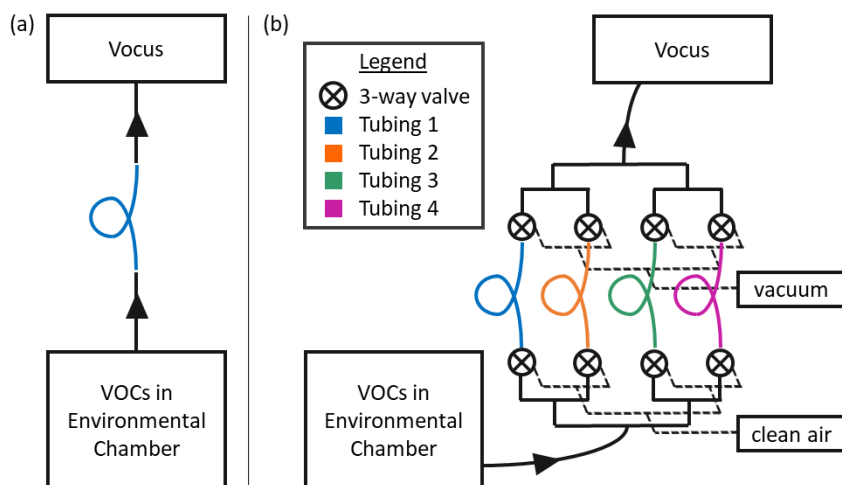 (a)
Vocus
VOCs in
Environmental
Chamber
(b)
Legend
3-way valve
Tubing 1
Tubing 2
Tubing 3
Tubing 4
Vocus
vacuum
VOCs in
Environmental
Chamber
clean air